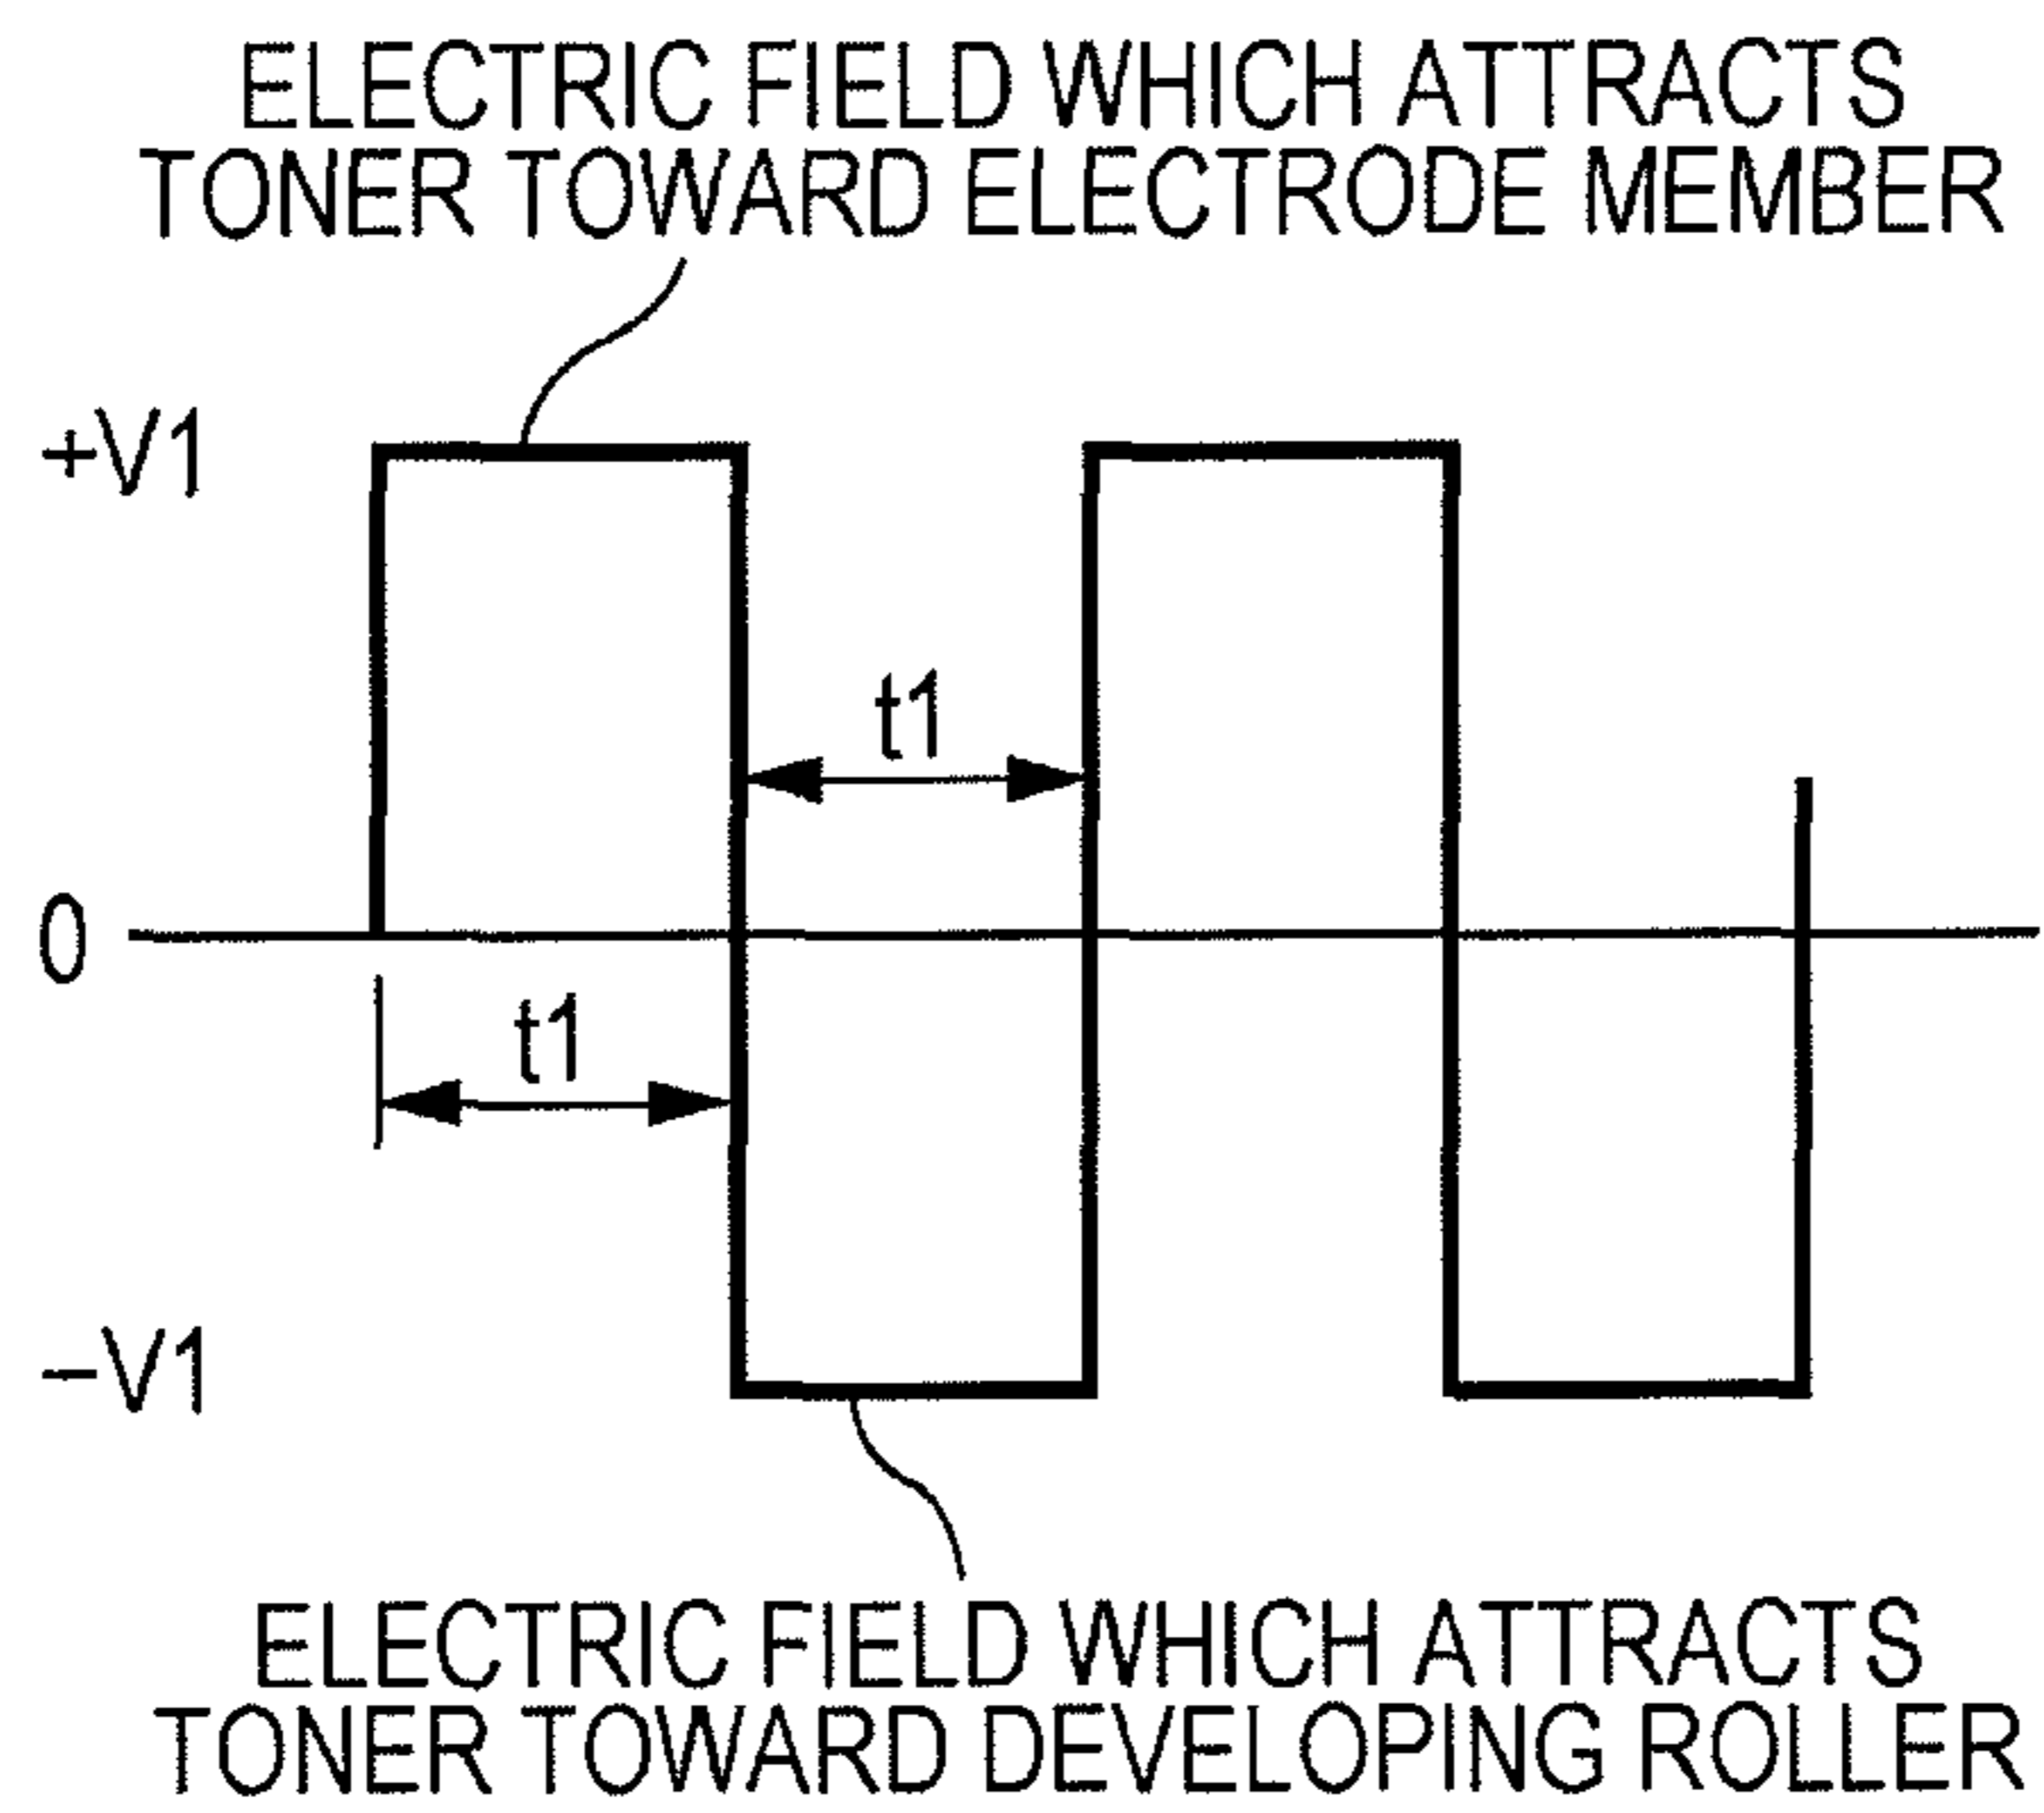 ELECTRIC FIELD WHICH ATTRACTS
TONER TOWARD ELECTRODE MEMBER
+V1
t1
0
t1
−V1
ELECTRIC FIELD WHICH ATTRACTS
TONER TOWARD DEVELOPING ROLLER